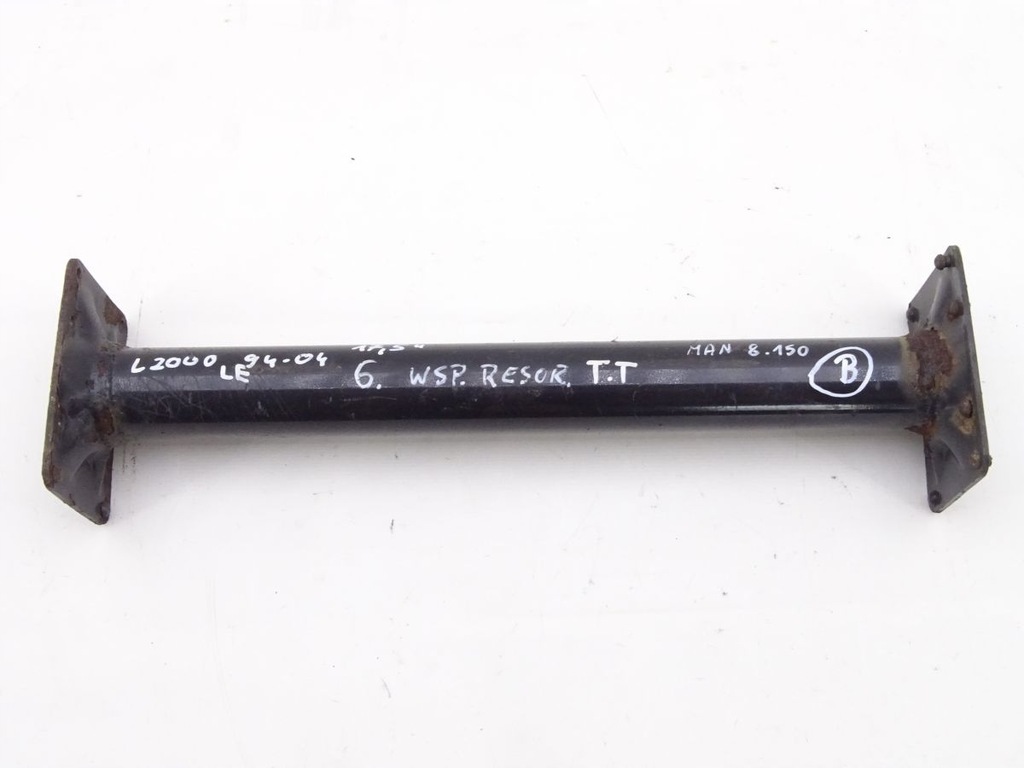 L2000 94-04
LE
6. WSP. RESOR. T.T
MAN 8.150
B